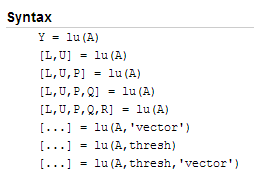 Syntax
Y = lu(A)
[L,U] = lu(A)
[L,U,P] = lu(A)
[L,U,P,Q] = lu(A)
[L,U,P,Q,R] = lu(A)
[...] = lu(A,'vector')
[...] = lu(A,thresh)
[...] = lu(A,thresh,'vector')